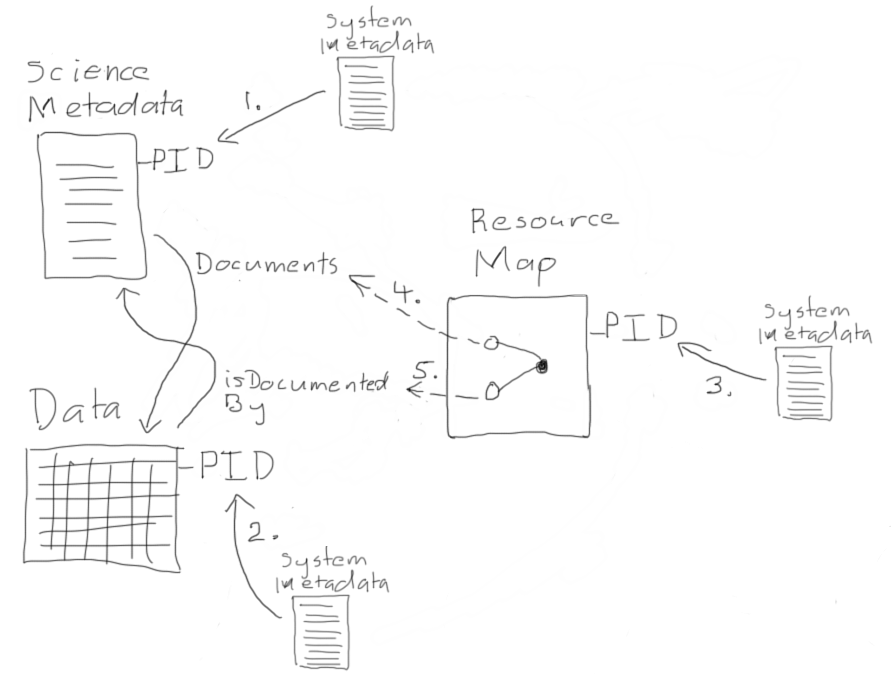 System
Metadata
Science
Metadata
1.
PID
Documents
4.
Resource
Map
PID
System
Metadata
3.
5.
isDocumented
By
Data
PID
2.
System
Metadata